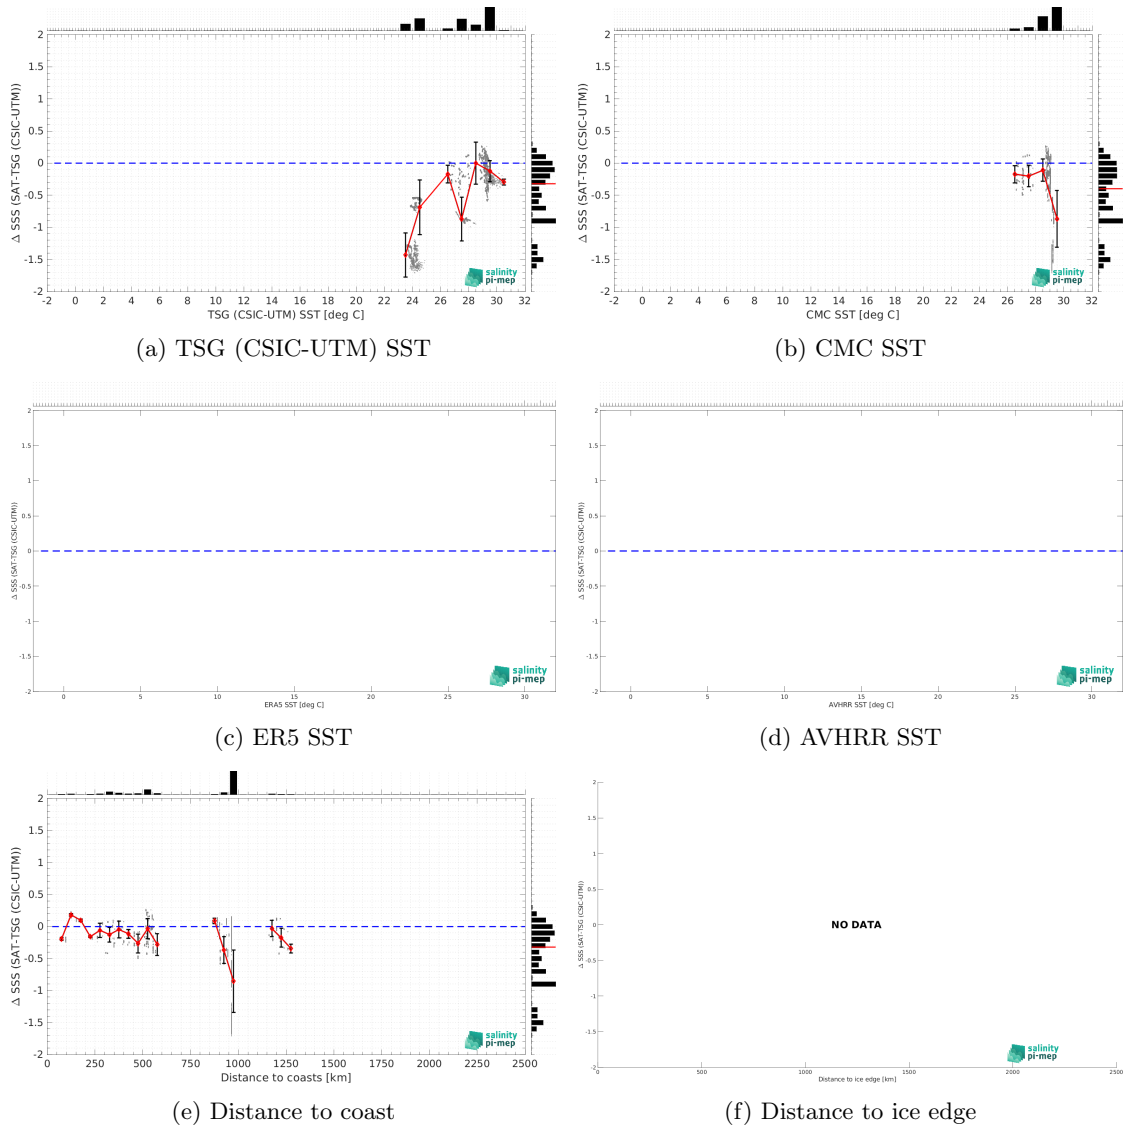 2
1.5
1
0.5
0
-0.5
-1
-1.5
-2
Δ SSS (SAT-TSG (CSIC-UTM))
-2 0 2 4 6 8 10 12 14 16 18 20 22 24 26 28 30 32
TSG (CSIC-UTM) SST [deg C]
salinity
pi-mep
(a) TSG (CSIC-UTM) SST
2
1.5
1
0.5
0
-0.5
-1
-1.5
-2
Δ SSS (SAT-TSG (CSIC-UTM))
-2 0 2 4 6 8 10 12 14 16 18 20 22 24 26 28 30 32
CMC SST [deg C]
salinity
pi-mep
(b) CMC SST
2
1.5
1
0.5
0
-0.5
-1
-1.5
-2
Δ SSS (SAT-TSG (CSIC-UTM))
0 5 10 15 20 25 30
ERA5 SST [deg C]
salinity
pi-mep
(c) ER5 SST
2
1.5
1
0.5
0
-0.5
-1
-1.5
-2
Δ SSS (SAT-TSG (CSIC-UTM))
0 5 10 15 20 25 30
AVHRR SST [deg C]
salinity
pi-mep
(d) AVHRR SST
2
1.5
1
0.5
0
-0.5
-1
-1.5
-2
Δ SSS (SAT-TSG (CSIC-UTM))
0 250 500 750 1000 1250 1500 1750 2000 2250 2500
Distance to coasts [km]
salinity
pi-mep
(e) Distance to coast
2
1.5
1
0.5
0
-0.5
-1
-1.5
-2
Δ SSS (SAT-TSG (CSIC-UTM))
NO DATA
0 500 1000 1500 2000 2500
Distance to ice edge [km]
salinity
pi-mep
(f) Distance to ice edge